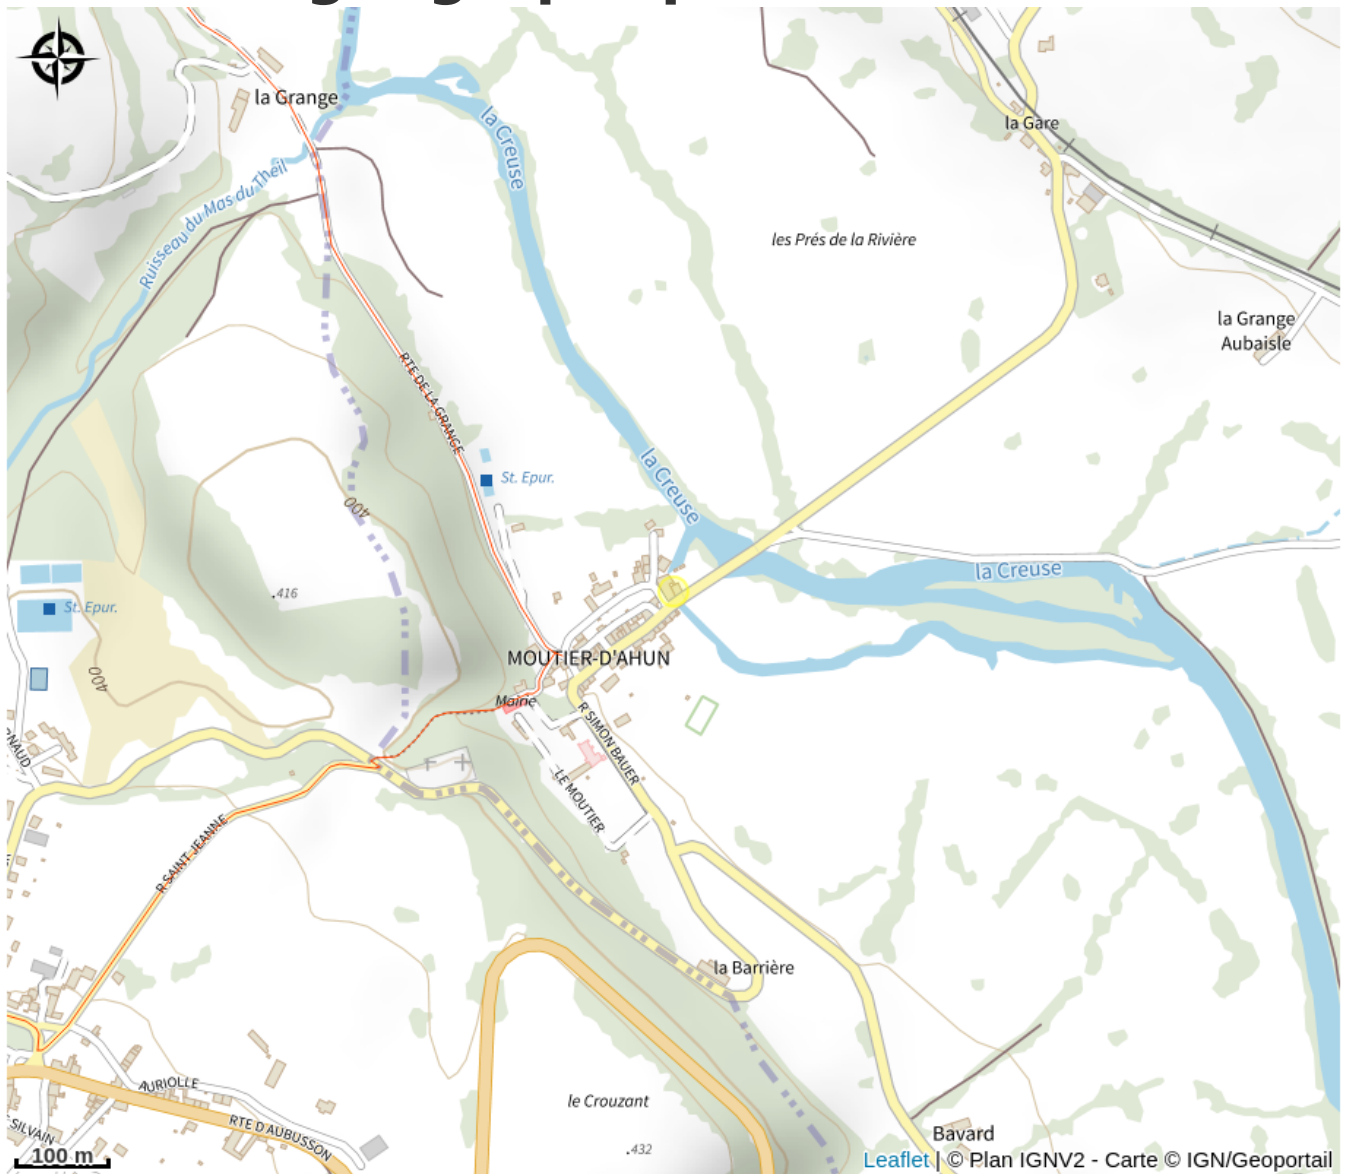 la Grange
la Creuse
la Gare
Ruisseau du Mas du Theil
les Prés de la Rivière
la Grange
Aubaisle
RTE DE LA GRANGE
la Creuse
St. Epur.
400
la Creuse
.416
St. Epur.
MOUTIER-D'AHUN
400
Mairie
R SIMON BAUER
RNAUD
LE MOUTIER
R SAINT JEANNE
la Barrière
AURIOLLE
le Crouzant
RTE D'AUBUSSON
SILVAIN
Bavard
.432
100 m
Leaflet | © Plan IGNV2 - Carte © IGN/Geoportail